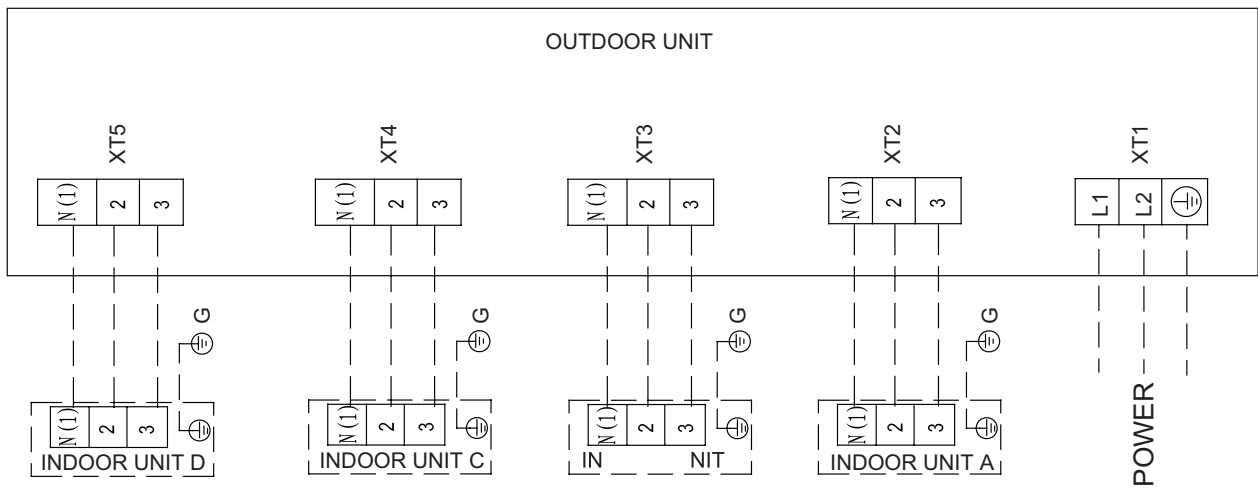 OUTDOOR UNIT
XT5 XT4 XT3 XT2 XT1
N(1) 2 3 N(1) 2 3 N(1) 2 3 N(1) 2 3 L1 L2
G G G G
N(1) 2 3 N(1) 2 3 N(1) 2 3 N(1) 2 3
INDOOR UNIT D INDOOR UNIT C IN NIT INDOOR UNIT A
POWER